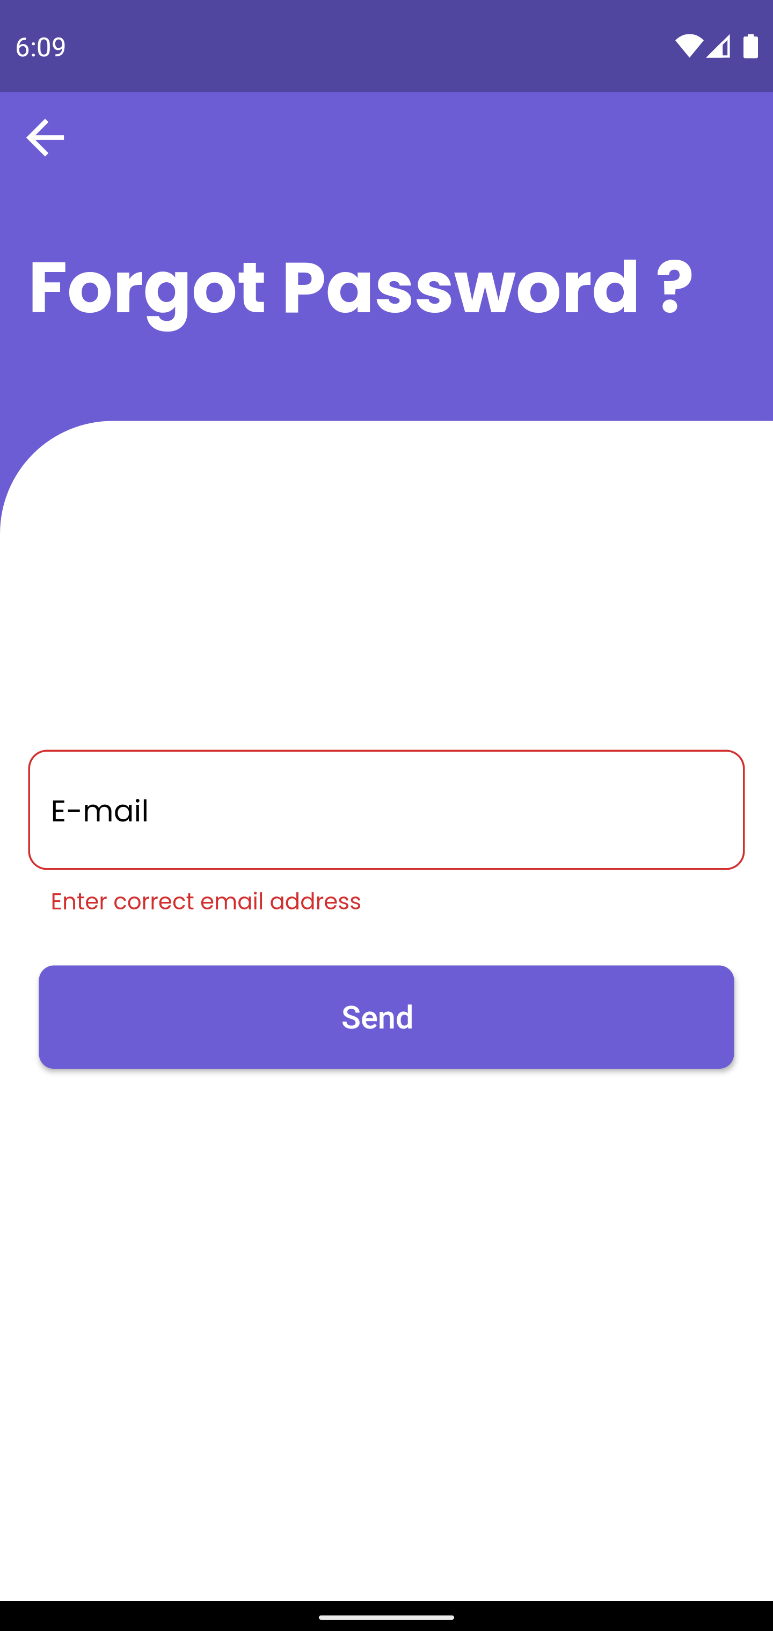 6:09
Forgot Password ?
E-mail
Enter correct email address
Send